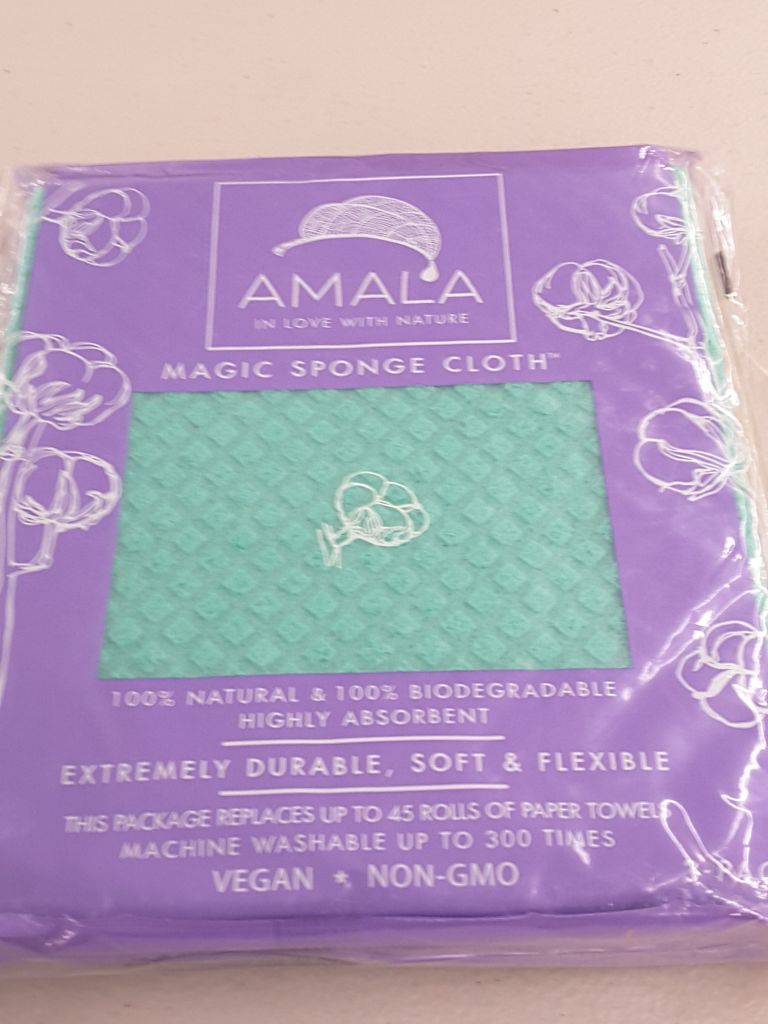 AMALA
IN LOVE WITH NATURE
MAGIC SPONGE CLOTH™
100% NATURAL & 100% BIODEGRADABLE
HIGHLY ABSORBENT
EXTREMELY DURABLE, SOFT & FLEXIBLE
THIS PACKAGE REPLACES UP TO 45 ROLLS OF PAPER TOWELS
MACHINE WASHABLE UP TO 300 TIMES
VEGAN * NON-GMO